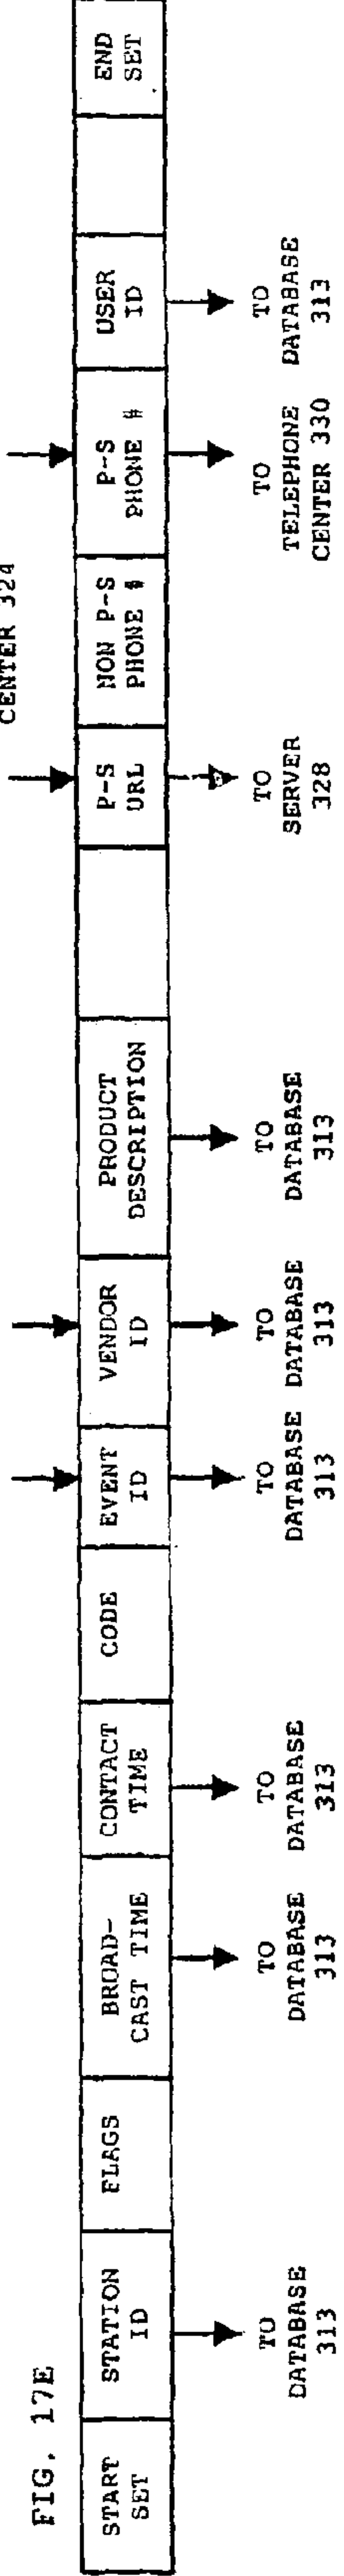 FIG. 17E
CENTER 324
START
SET
STATION
ID
FLAGS
BROAD-
CAST TIME
CONTACT
TIME
CODE
EVENT
ID
VENDOR
ID
PRODUCT
DESCRIPTION
P-S
URL
NON P-S
PHONE #
P-S
PHONE #
USER
ID
END
SET
TO
DATABASE
313
TO
DATABASE
313
TO
DATABASE
313
TO
DATABASE
313
TO
DATABASE
313
TO
DATABASE
313
TO
SERVER
328
TO
TELEPHONE
CENTER 330
TO
DATABASE
313